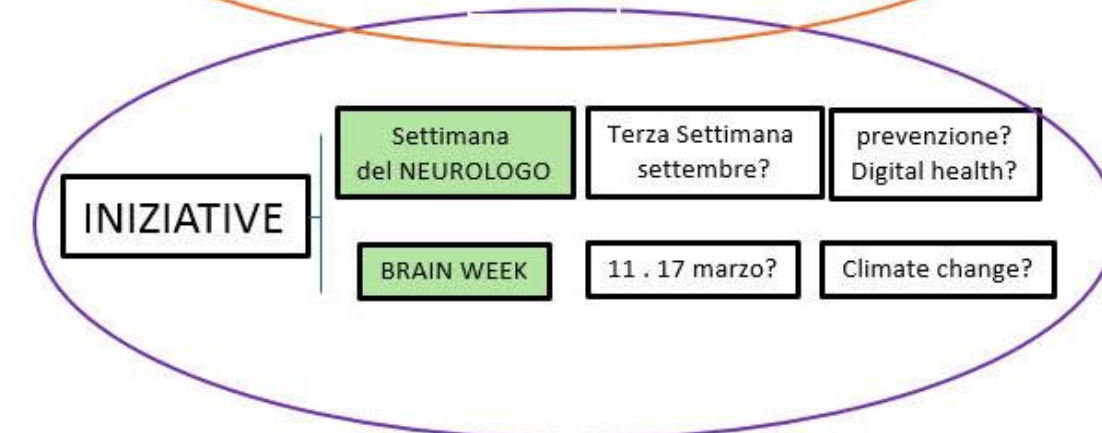 INIZIATIVE
Settimana
del NEUROLOGO
Terza Settimana
settembre?
prevenzione?
Digital health?
BRAIN WEEK
11 . 17 marzo?
Climate change?